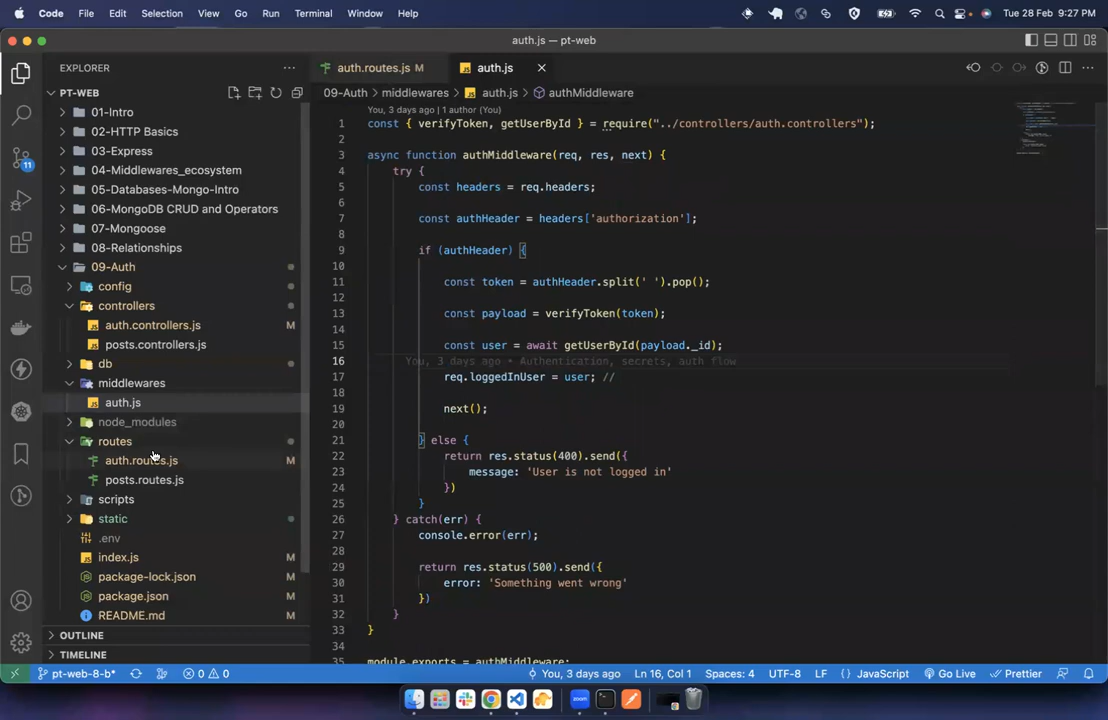 Code File Edit Selection View Go Run Terminal Window Help Tue 28 Feb 9:27 PM
auth.js — pt-web
EXPLORER
auth.routes.js M
auth.js
PT-WEB
09-Auth > middlewares > auth.js > authMiddleware
01-Intro
02-HTTP Basics
03-Express
04-Middlewares_ecosystem
05-Databases-Mongo-Intro
06-MongoDB CRUD and Operators
07-Mongoose
08-Relationships
09-Auth
config
controllers
auth.controllers.js M
posts.controllers.js
db
middlewares
auth.js
node_modules
routes
auth.routes.js M
posts.routes.js
scripts
static
.env
index.js M
package-lock.json M
package.json M
README.md M
OUTLINE
TIMELINE
11
You, 3 days ago | 1 author (You)
1 const { verifyToken, getUserById } = require("../controllers/auth.controllers");
2
3 async function authMiddleware(req, res, next) {
4 try {
5 const headers = req.headers;
6
7 const authHeader = headers['authorization'];
8
9 if (authHeader) {
10
11 const token = authHeader.split(' ').pop();
12
13 const payload = verifyToken(token);
14
15 const user = await getUserById(payload._id);
16 You, 3 days ago • Authentication, secrets, auth flow
17 req.loggedInUser = user; //
18
19 next();
20
21 } else {
22 return res.status(400).send({
23 message: 'User is not logged in'
24 })
25 }
26 } catch(err) {
27 console.error(err);
28
29 return res.status(500).send({
30 error: 'Something went wrong'
31 })
32 }
33 }
34
35 module.exports = authMiddleware;
pt-web-8-b* 0 0 You, 3 days ago Ln 16, Col 1 Spaces: 4 UTF-8 LF {} JavaScript Go Live Prettier
zoom